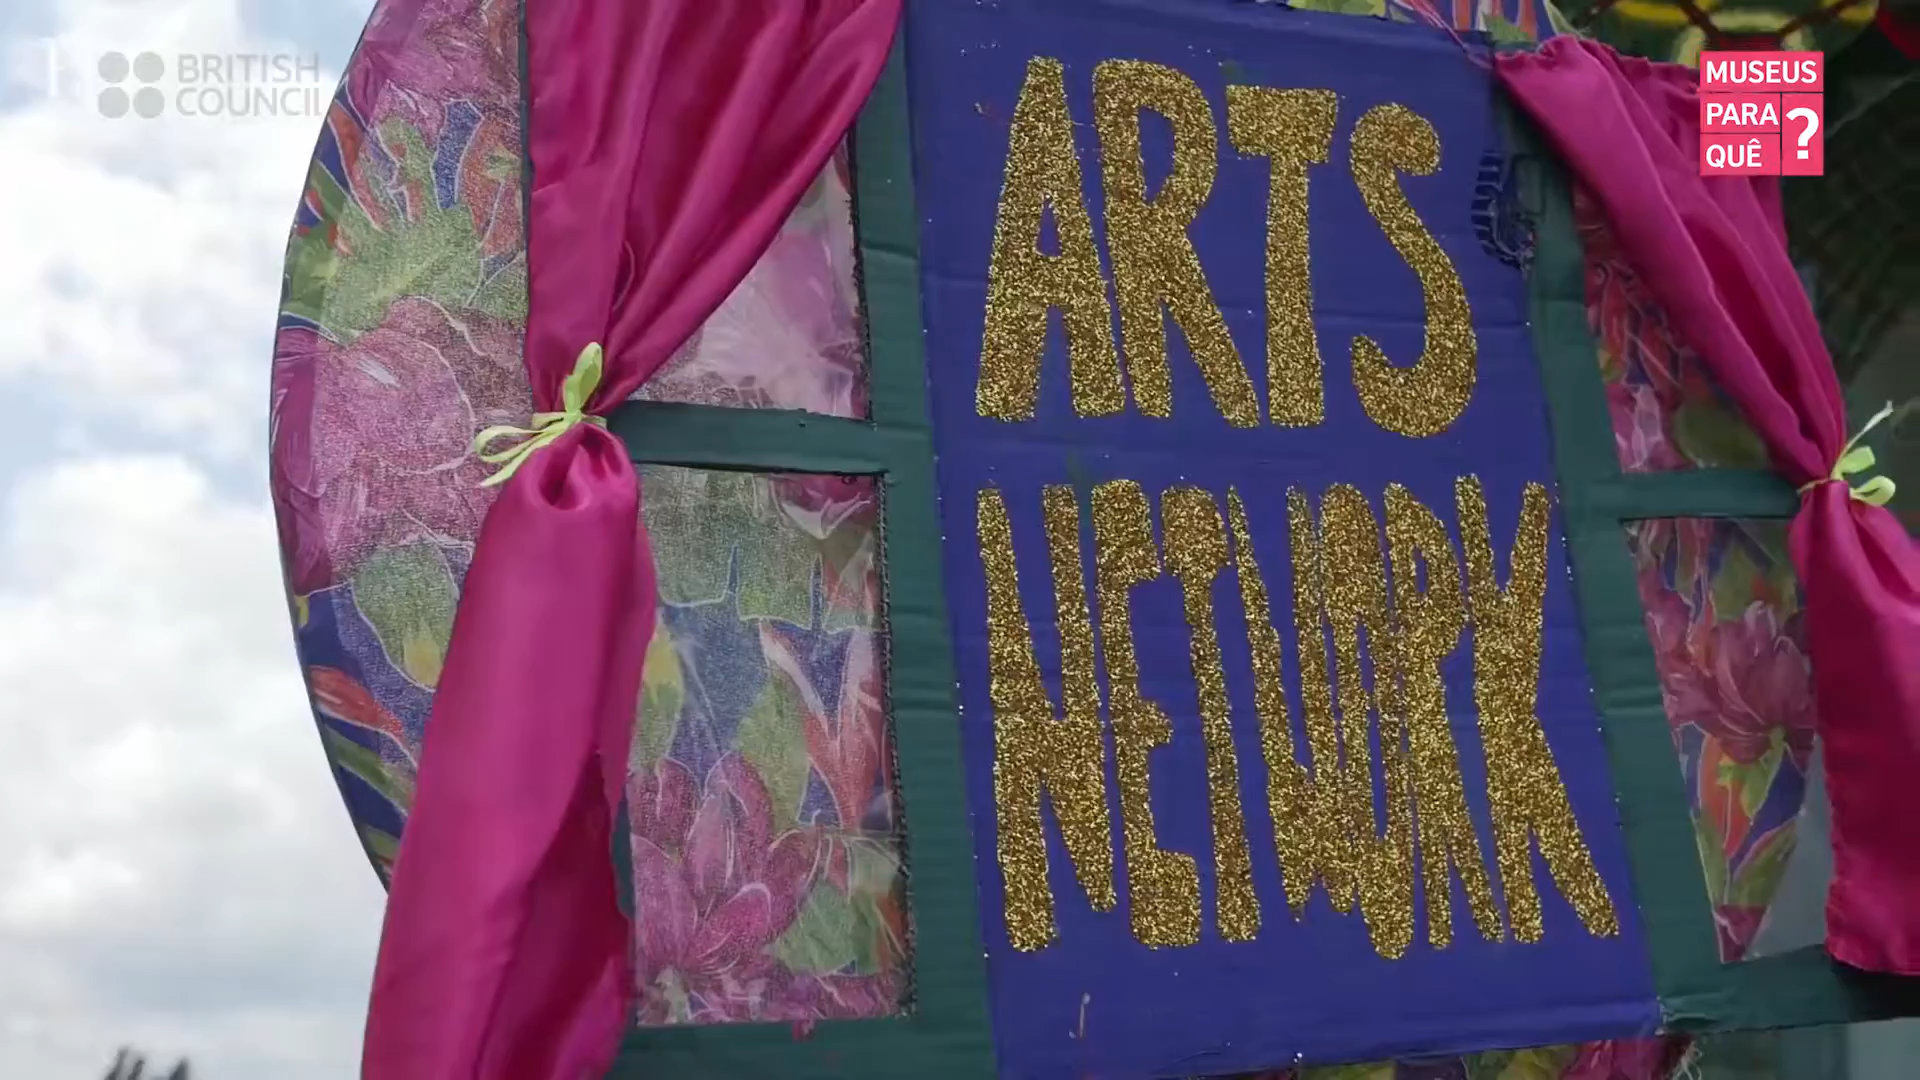 BRITISH
COUNCIL
MUSEUS
PARA
QUÊ ?
ARTS
NETWORK